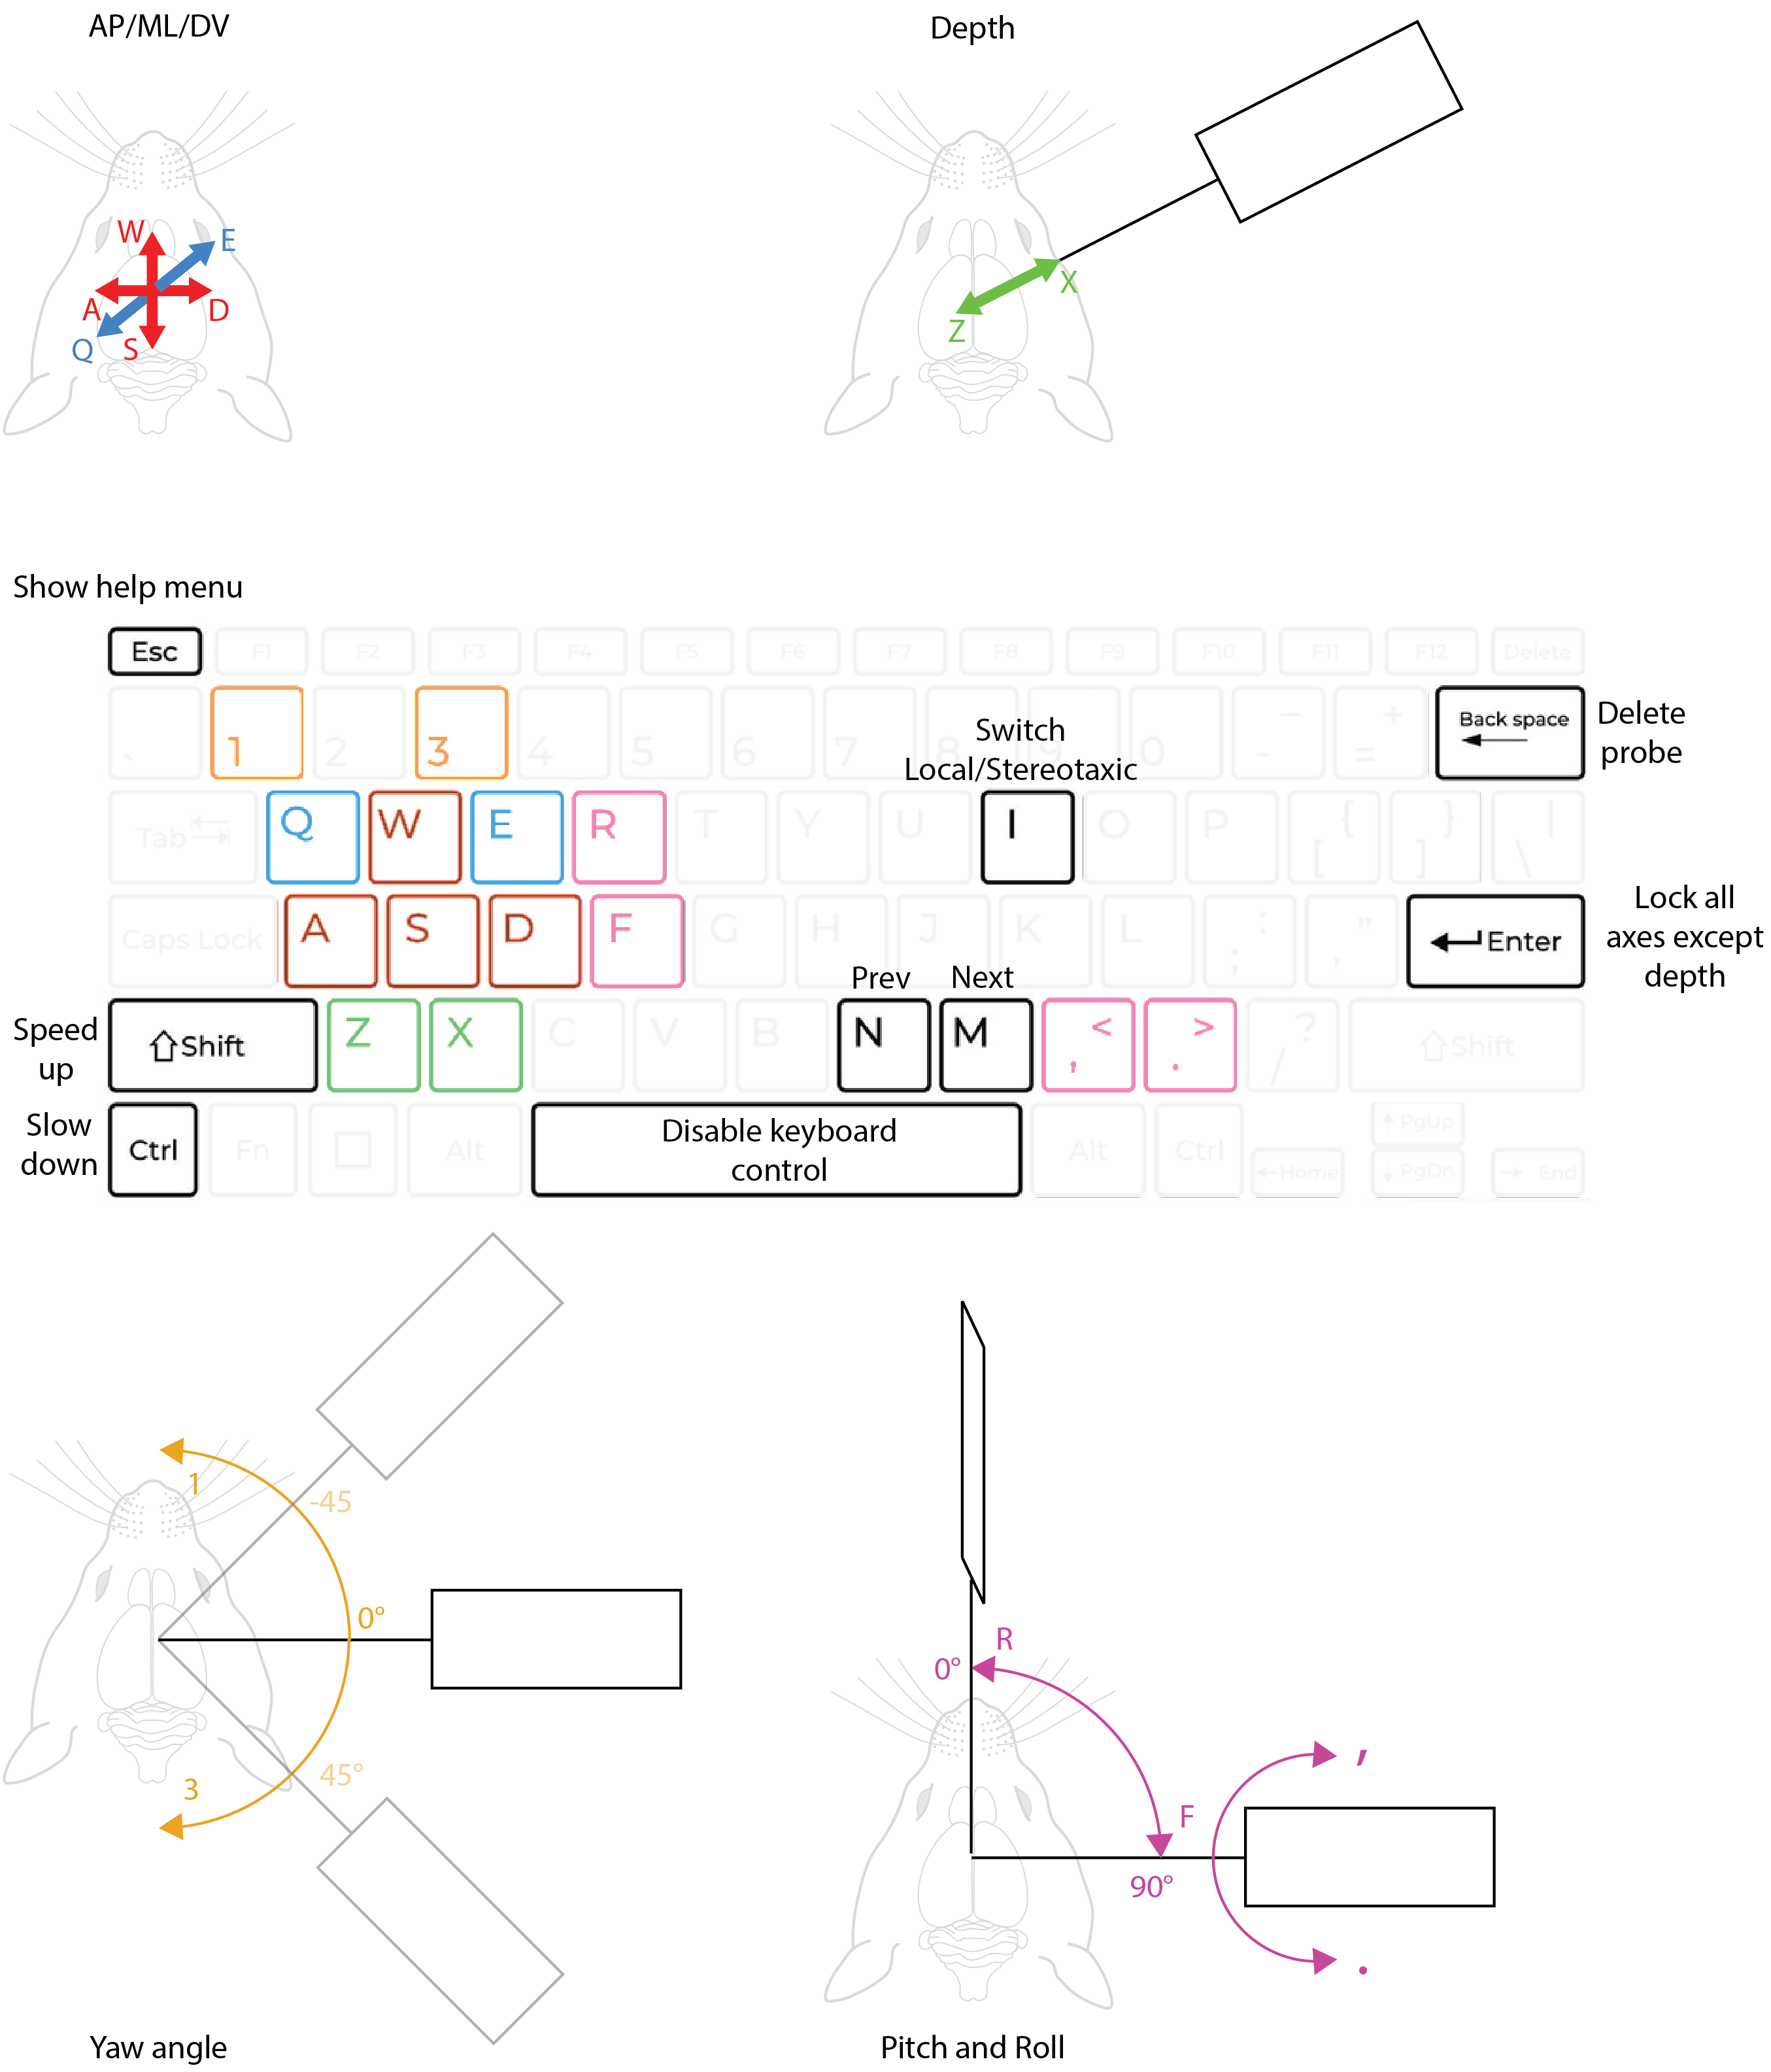 AP/ML/DV
Depth
W
E
A
D
Q
S
X
Z
Show help menu
Esc
F1
F2
F3
F4
F5
F6
F7
F8
F9
F10
F11
F12
Delete
`
1
2
3
4
5
6
7
8
9
0
–
-
+
=
Back space
Delete
probe
Switch
Local/Stereotaxic
Tab
Q
W
E
R
T
Y
U
I
O
P
{
[
}
]
|
\
Caps Lock
A
S
D
F
G
H
J
K
L
:
;
”
,
Enter
Lock all
axes except
depth
Prev
Next
Speed
up
Shift
Z
X
C
V
B
N
M
<
,
>
.
?
/
Shift
Slow
down
Ctrl
Fn
Alt
Disable keyboard
control
Alt
Ctrl
Home
PgUp
PgDn
End
1
-45
0°
45°
3
Yaw angle
R
0°
F
90°
,
.
Pitch and Roll